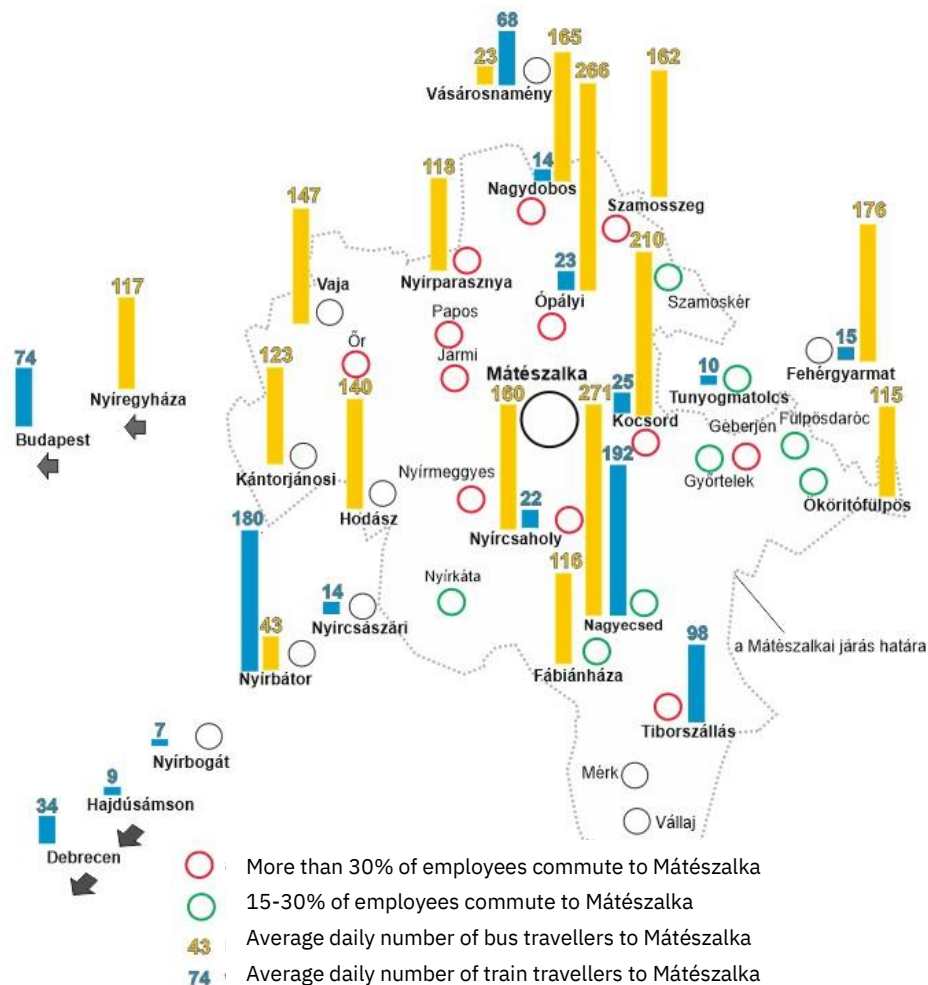 68
23
Vásárosnamény
165
266
162
14
Nagydobos
Szamosszeg
118
147
176
210
Vaja
Nyírparasznya
23
Ópályi
Szamoskér
117
Papos
Jármi
Őr
15
Fehérgyarmat
74
Nyíregyháza
Budapest
123
140
Mátészalka
160
271
25
Kocsord
10
Tunyogmatolcs
Géberjén
Fülpösdaróc
115
Kántorjánosi
Hodász
Nyírmeggyes
192
Győrtelek
Ököritófülpös
180
22
Nyírcsaholy
14
Nyírcsászári
43
Nyírbátor
Nyírkáta
116
Nagyecsed
Fábiánháza
98
Tiborszállás
a Mátészalkai járás határa
7
Nyírbogát
9
Hajdúsámson
34
Debrecen
Mérk
Vállaj
More than 30% of employees commute to Mátészalka
15-30% of employees commute to Mátészalka
43 Average daily number of bus travellers to Mátészalka
74 Average daily number of train travellers to Mátészalka